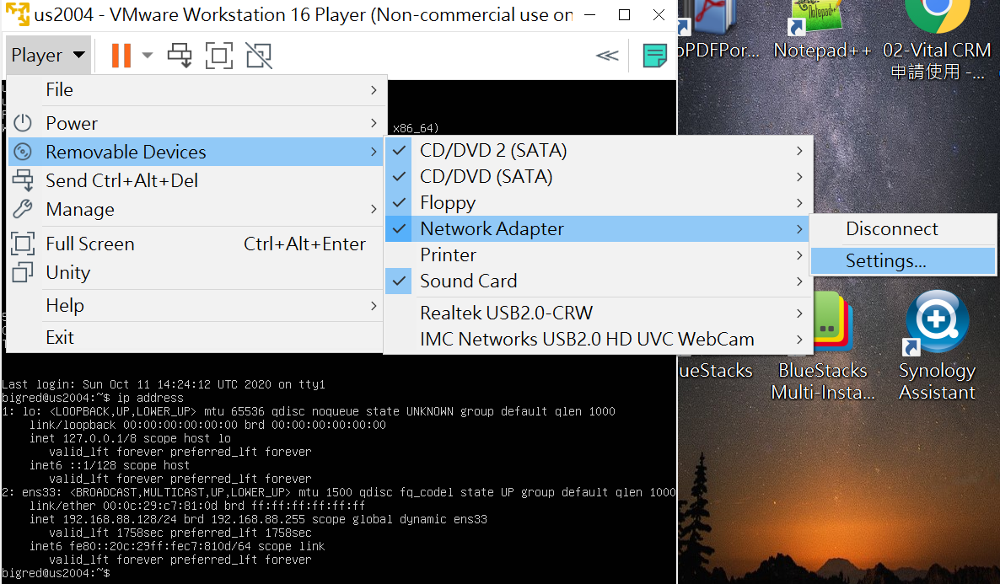 us2004 - VMware Workstation 16 Player (Non-commercial use on
Player
File
Power
Removable Devices
Send Ctrl+Alt+Del
Manage
Full Screen Ctrl+Alt+Enter
Unity
Help
Exit
x86_64)
CD/DVD 2 (SATA)
CD/DVD (SATA)
Floppy
Network Adapter
Printer
Sound Card
Realtek USB2.0-CRW
IMC Networks USB2.0 HD UVC WebCam
Disconnect
Settings...
Last login: Sun Oct 11 14:24:12 UTC 2020 on tty1
bigred@us2004:~$ ip address
1: lo: <LOOPBACK,UP,LOWER_UP> mtu 65536 qdisc noqueue state UNKNOWN group default qlen 1000
link/loopback 00:00:00:00:00:00 brd 00:00:00:00:00:00
inet 127.0.0.1/8 scope host lo
valid_lft forever preferred_lft forever
inet6 ::1/128 scope host
valid_lft forever preferred_lft forever
2: ens33: <BROADCAST,MULTICAST,UP,LOWER_UP> mtu 1500 qdisc fq_codel state UP group default qlen 1000
link/ether 00:0c:29:c7:81:0d brd ff:ff:ff:ff:ff:ff
inet 192.168.88.128/24 brd 192.168.88.255 scope global dynamic ens33
valid_lft 1758sec preferred_lft 1758sec
inet6 fe80::20c:29ff:fec7:810d/64 scope link
valid_lft forever preferred_lft forever
bigred@us2004:~$
oPDFPor...
Notepad++
02-Vital CRM
申請使用 -...
ueStacks
BlueStacks
Multi-Insta...
Synology
Assistant